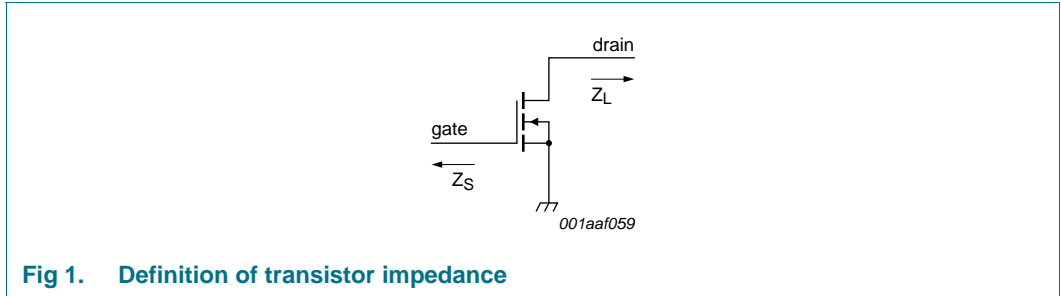 drain
Z_L
gate
Z_S
001aaf059
Fig 1. Definition of transistor impedance